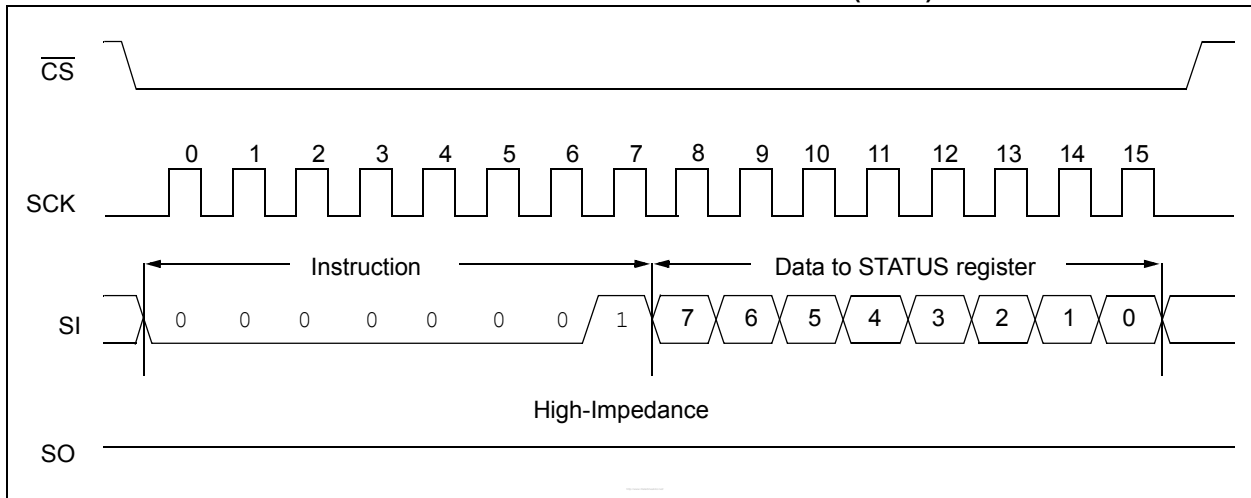 CS
0 1 2 3 4 5 6 7 8 9 10 11 12 13 14 15
SCK
Instruction Data to STATUS register
SI 0 0 0 0 0 0 0 1 7 6 5 4 3 2 1 0
High-Impedance
SO